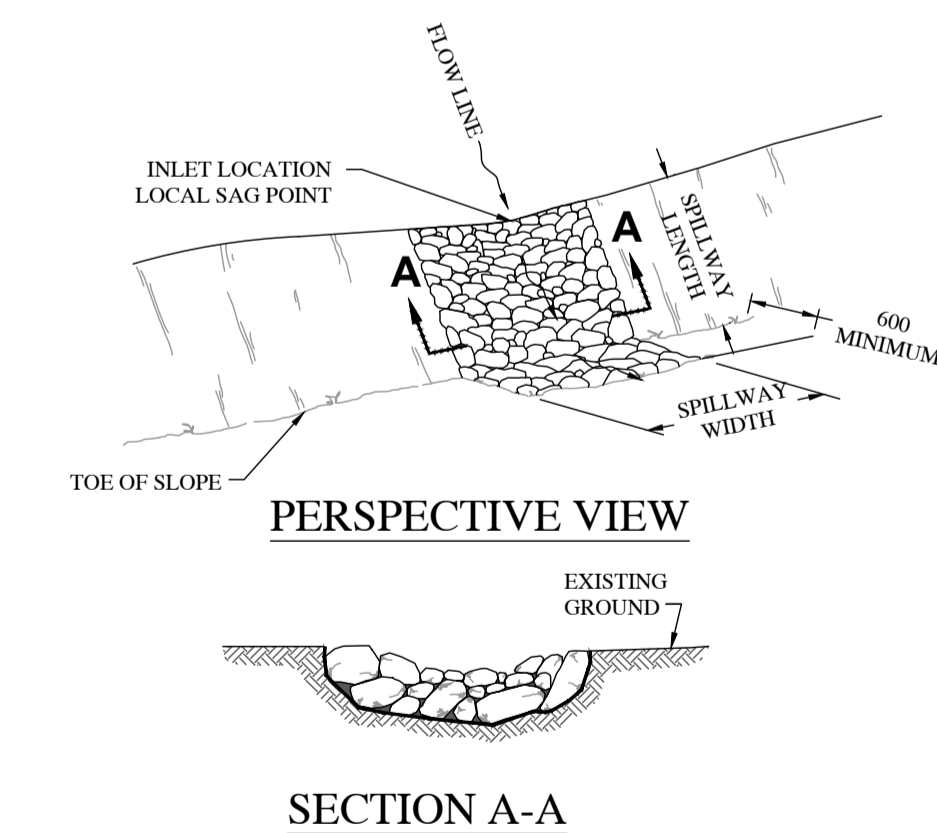 FLOW LINE
INLET LOCATION
LOCAL SAG POINT
A
A
SPILLWAY
LENGTH
600
MINIMUM
SPILLWAY
WIDTH
TOE OF SLOPE
PERSPECTIVE VIEW
EXISTING
GROUND
SECTION A-A